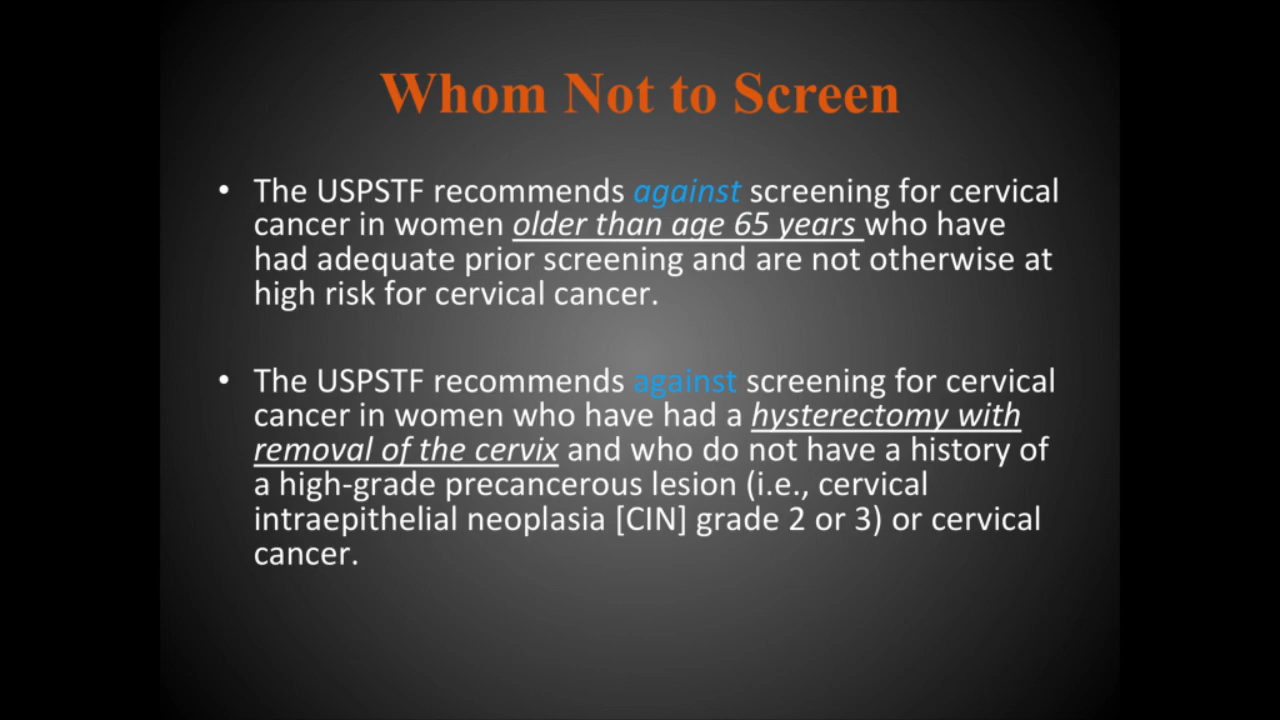 Whom Not to Screen
• The USPSTF recommends against screening for cervical
cancer in women older than age 65 years who have
had adequate prior screening and are not otherwise at
high risk for cervical cancer.
• The USPSTF recommends against screening for cervical
cancer in women who have had a hysterectomy with
removal of the cervix and who do not have a history of
a high-grade precancerous lesion (i.e., cervical
intraepithelial neoplasia [CIN] grade 2 or 3) or cervical
cancer.